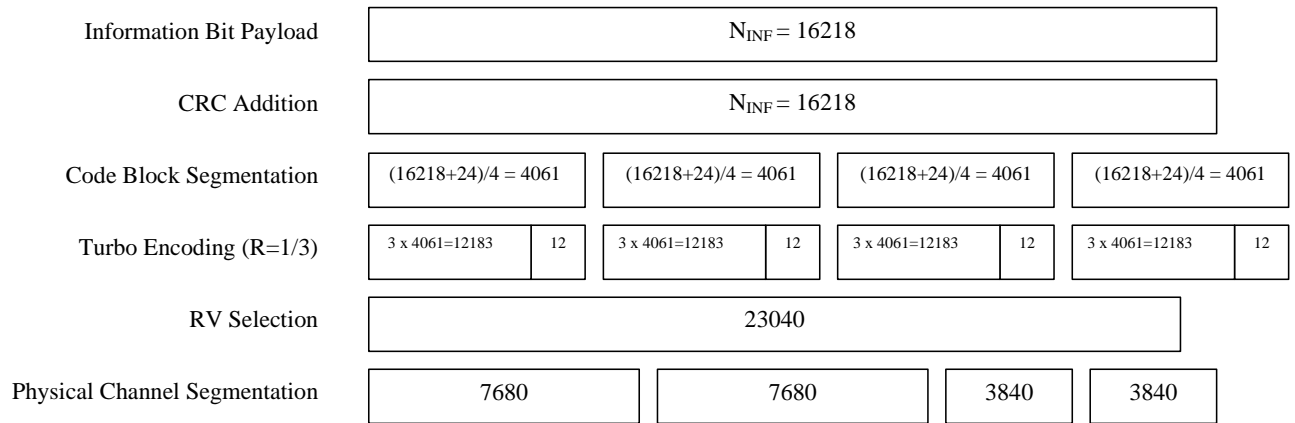 Information Bit Payload N_INF = 16218
CRC Addition N_INF = 16218
Code Block Segmentation (16218+24)/4 = 4061 (16218+24)/4 = 4061 (16218+24)/4 = 4061 (16218+24)/4 = 4061
Turbo Encoding (R=1/3) 3 x 4061=12183 12 3 x 4061=12183 12 3 x 4061=12183 12 3 x 4061=12183 12
RV Selection 23040
Physical Channel Segmentation 7680 7680 3840 3840